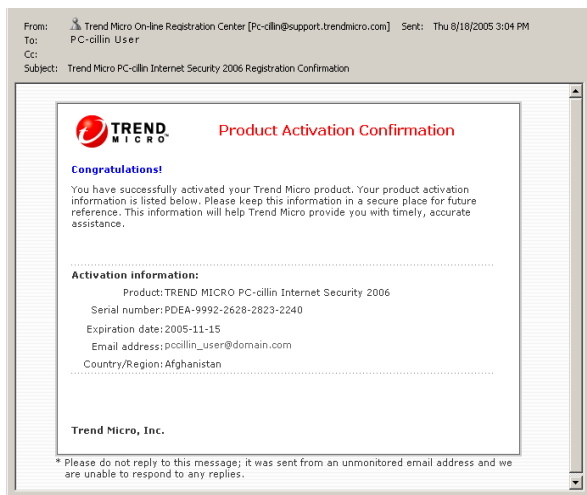 From: Trend Micro On-line Registration Center [Pc-cillin@support.trendmicro.com] Sent: Thu 8/18/2005 3:04 PM
To: PC-cillin User
Cc:
Subject: Trend Micro PC-cillin Internet Security 2006 Registration Confirmation
TREND
MICRO
Product Activation Confirmation
Congratulations!
You have successfully activated your Trend Micro product. Your product activation
information is listed below. Please keep this information in a secure place for future
reference. This information will help Trend Micro provide you with timely, accurate
assistance.
Activation information:
Product: TREND MICRO PC-cillin Internet Security 2006
Serial number: PDEA-9992-2628-2823-2240
Expiration date: 2005-11-15
Email address: pccillin_user@domain.com
Country/Region: Afghanistan
Trend Micro, Inc.
* Please do not reply to this message; it was sent from an unmonitored email address and we
are unable to respond to any replies.